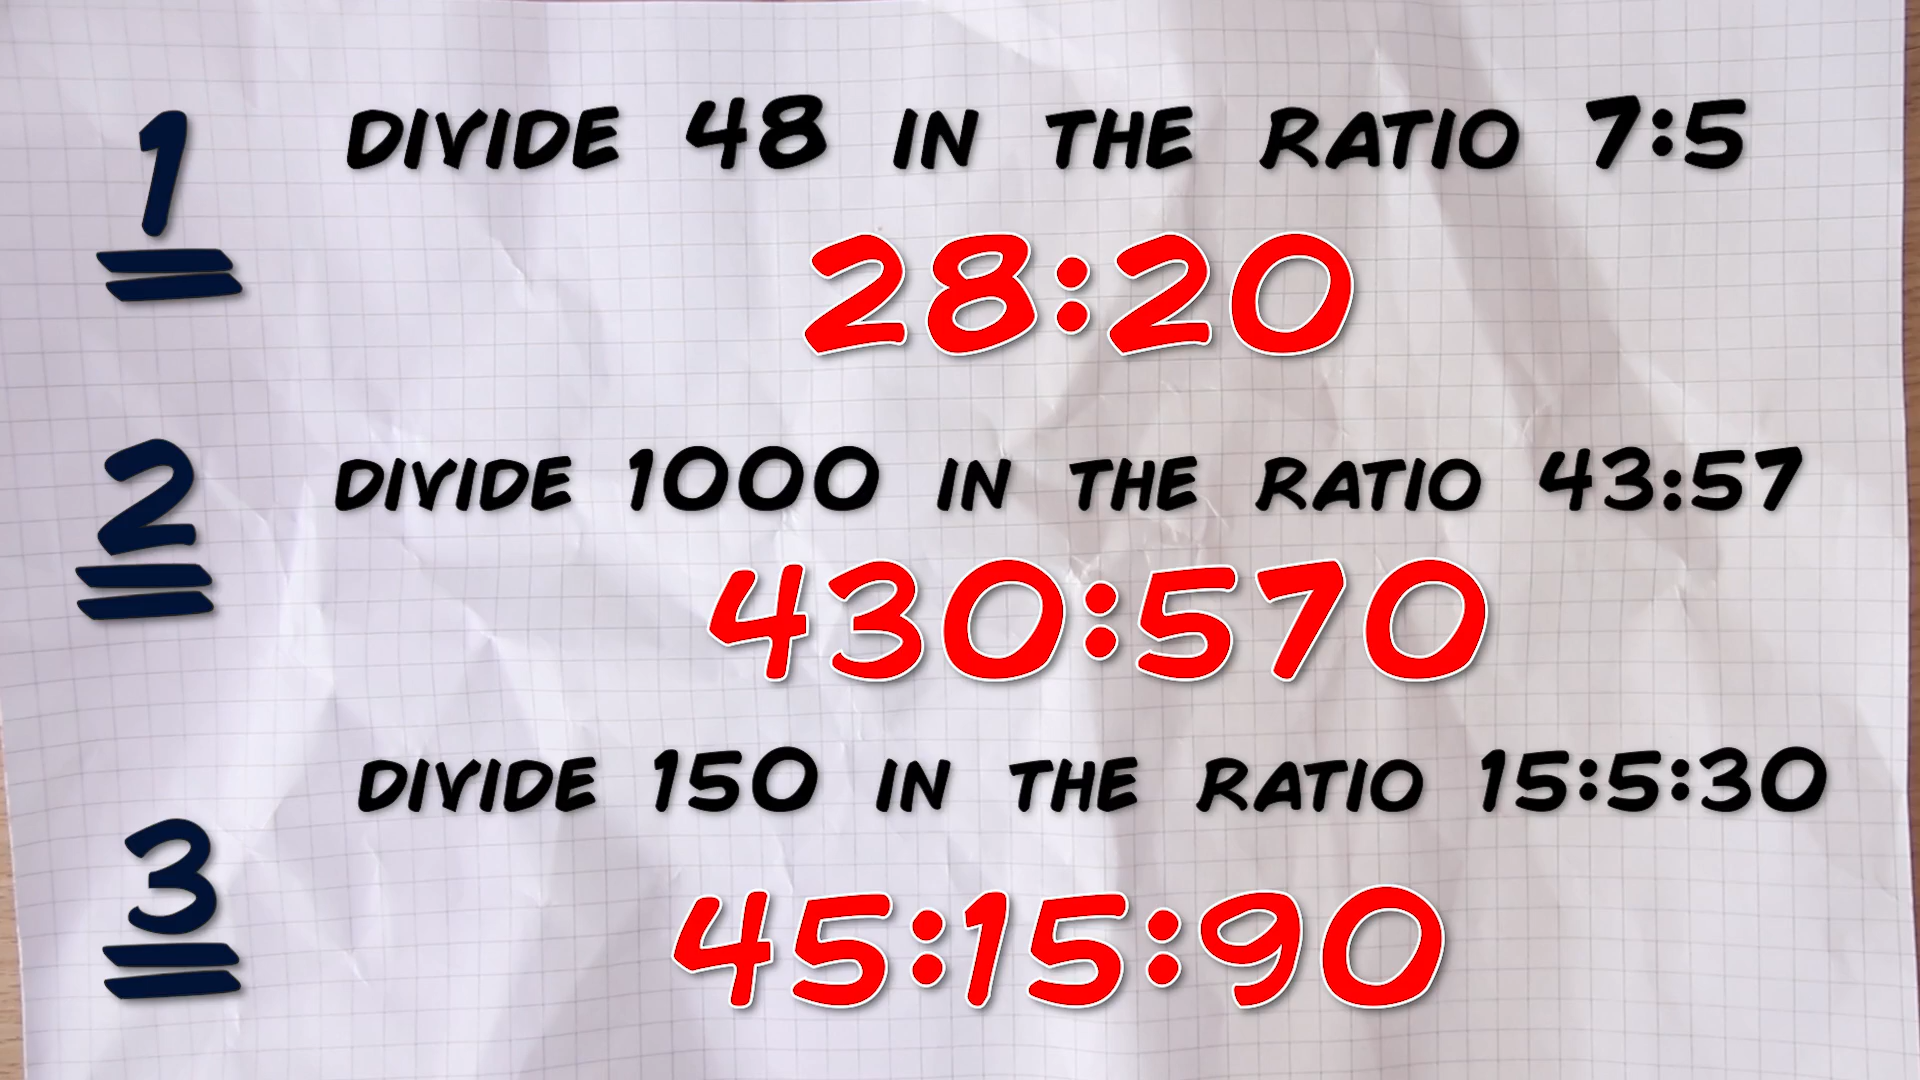 1 DIVIDE 48 IN THE RATIO 7:5
28:20
2 DIVIDE 1000 IN THE RATIO 43:57
430:570
3 DIVIDE 150 IN THE RATIO 15:5:30
45:15:90